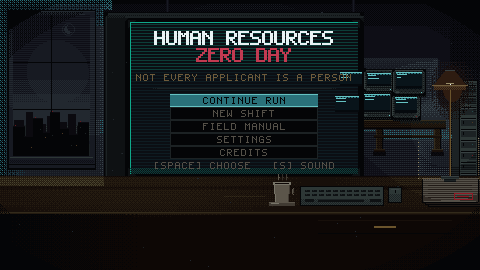 HUMAN RESOURCES
ZERO DAY
NOT EVERY APPLICANT IS A PERSON
CONTINUE RUN
NEW SHIFT
FIELD MANUAL
SETTINGS
CREDITS
[SPACE] CHOOSE [S] SOUND